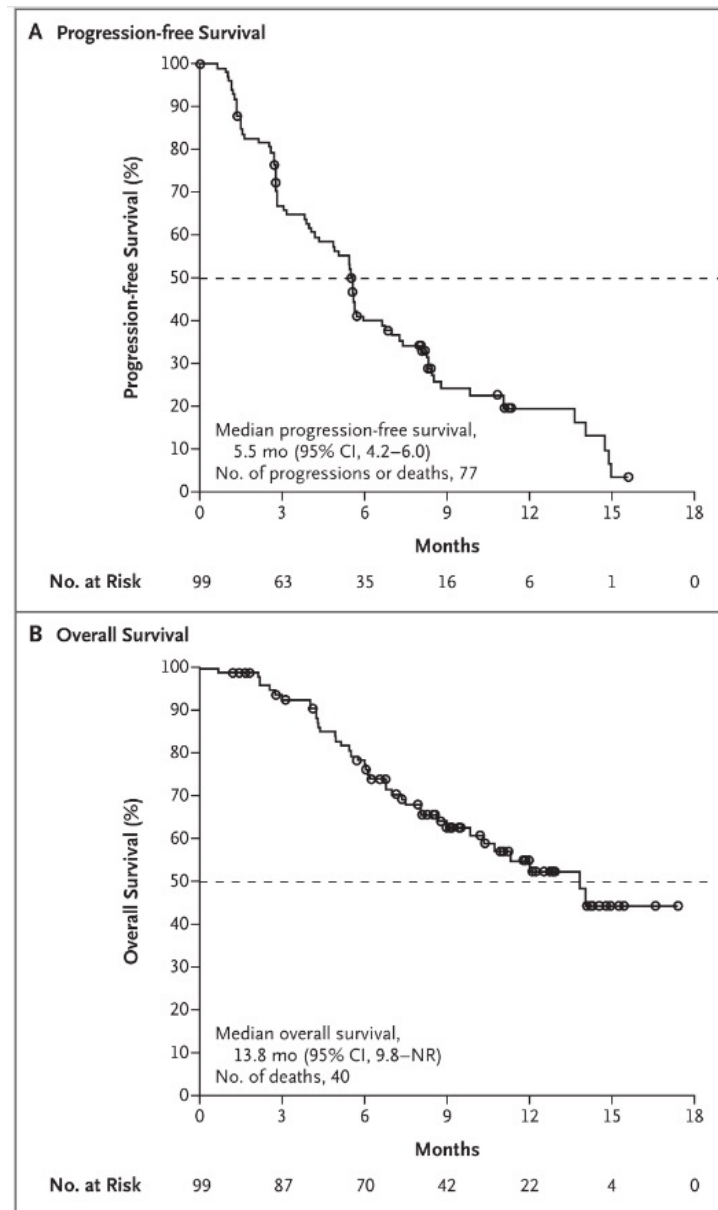 A Progression-free Survival
100
90
80
70
60
50
40
30
20
10
0
Progression-free Survival (%)
Median progression-free survival,
5.5 mo (95% CI, 4.2–6.0)
No. of progressions or deaths, 77
0 3 6 9 12 15 18
Months
No. at Risk 99 63 35 16 6 1 0
B Overall Survival
100
90
80
70
60
50
40
30
20
10
0
Overall Survival (%)
Median overall survival,
13.8 mo (95% CI, 9.8–NR)
No. of deaths, 40
0 3 6 9 12 15 18
Months
No. at Risk 99 87 70 42 22 4 0